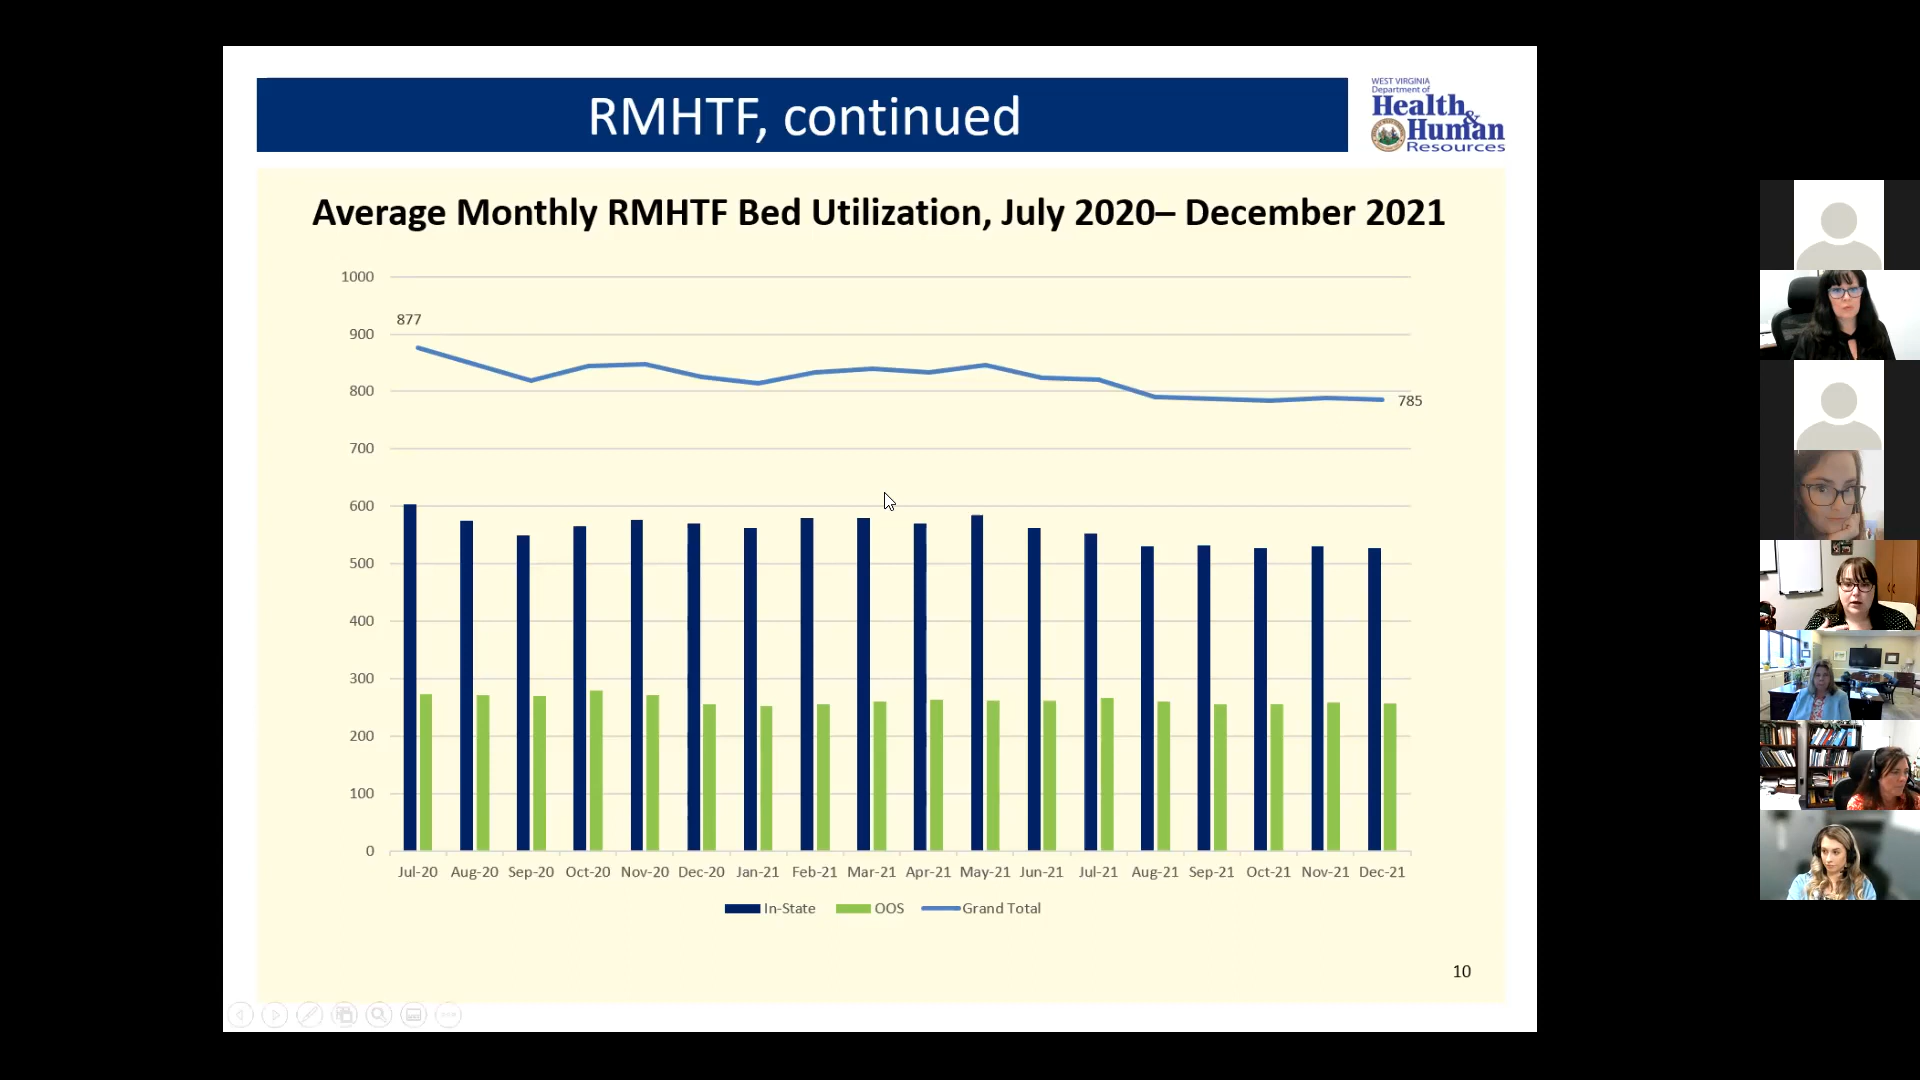 RMHTF, continued
WEST VIRGINIA
Department of
Health &
Human
Resources
Average Monthly RMHTF Bed Utilization, July 2020– December 2021
1000
877
900
800
785
700
600
500
400
300
200
100
0
Jul-20 Aug-20 Sep-20 Oct-20 Nov-20 Dec-20 Jan-21 Feb-21 Mar-21 Apr-21 May-21 Jun-21 Jul-21 Aug-21 Sep-21 Oct-21 Nov-21 Dec-21
In-State OOS Grand Total
10